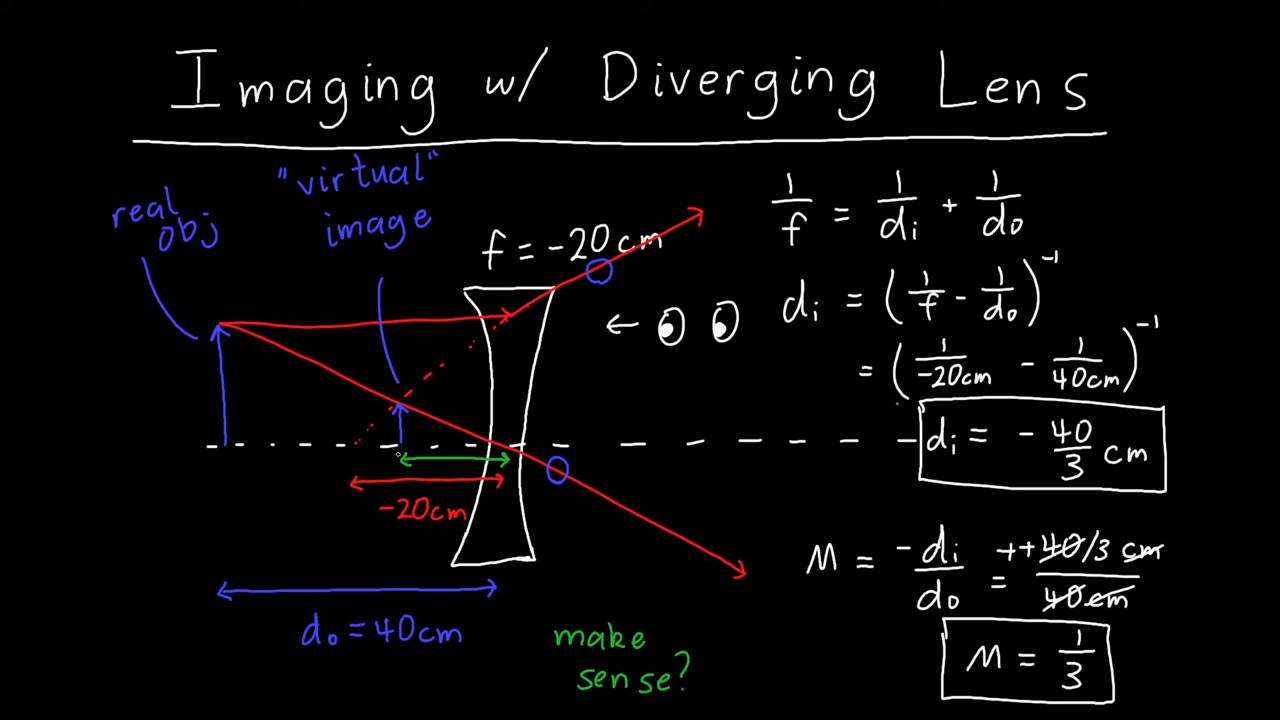 Imaging w/ Diverging Lens
"virtual"
image
real
obj
f = -20cm
-20cm
do = 40cm
make
sense?
1/f = 1/di + 1/do
di = (1/f - 1/do)^-1
= (1/-20cm - 1/40cm)^-1
di = - 40/3 cm
M = -di/do = ++40/3 cm/40cm
M = 1/3